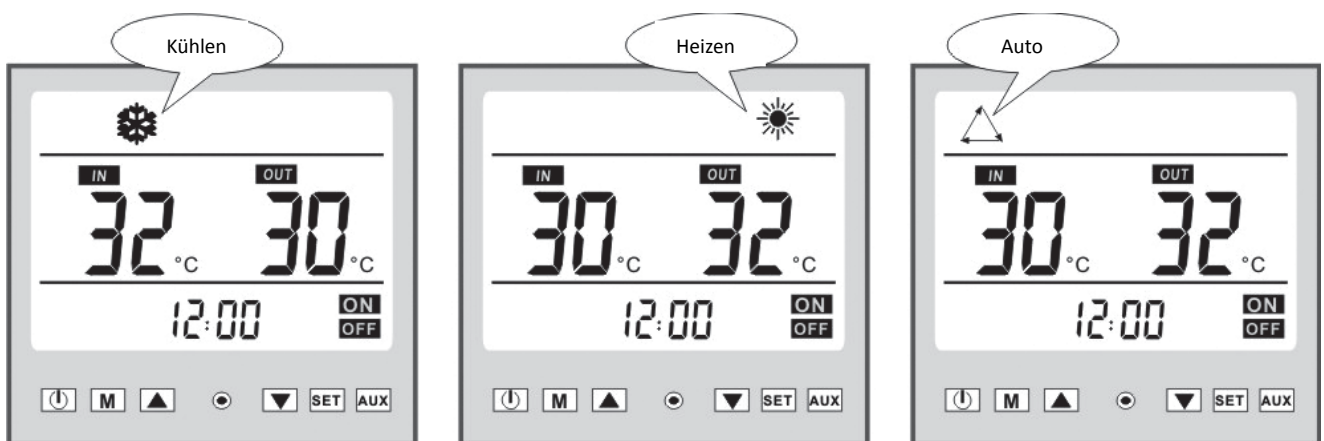 Kühlen
IN OUT
32 °C 30 °C
12:00 ON
OFF
M SET AUX
Heizen
IN OUT
30 °C 32 °C
12:00 ON
OFF
M SET AUX
Auto
IN OUT
30 °C 32 °C
12:00 ON
OFF
M SET AUX